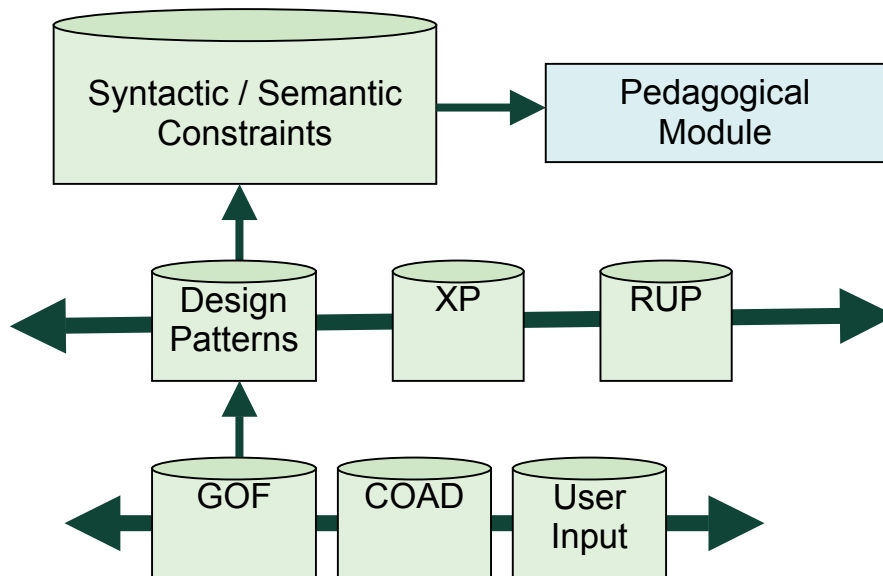 Syntactic / Semantic
Constraints
Pedagogical
Module
Design
Patterns
XP
RUP
GOF
COAD
User
Input